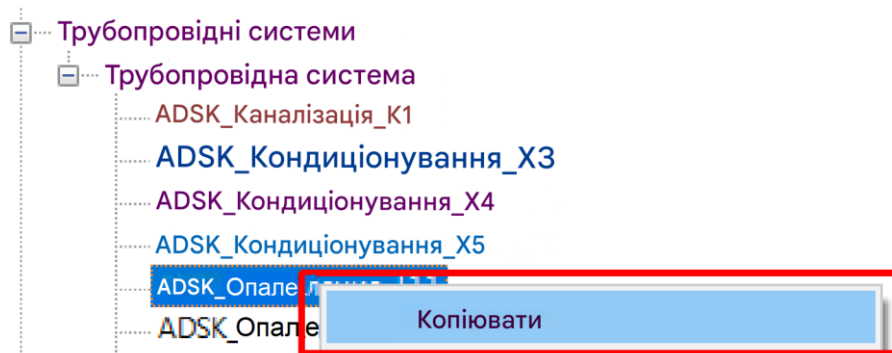 Трубопровідні системи
Трубопровідна система
ADSK_Каналізація_К1
ADSK_Кондиціонування_Х3
ADSK_Кондиціонування_Х4
ADSK_Кондиціонування_Х5
ADSK_Опале
ADSK_Опале
Копіювати